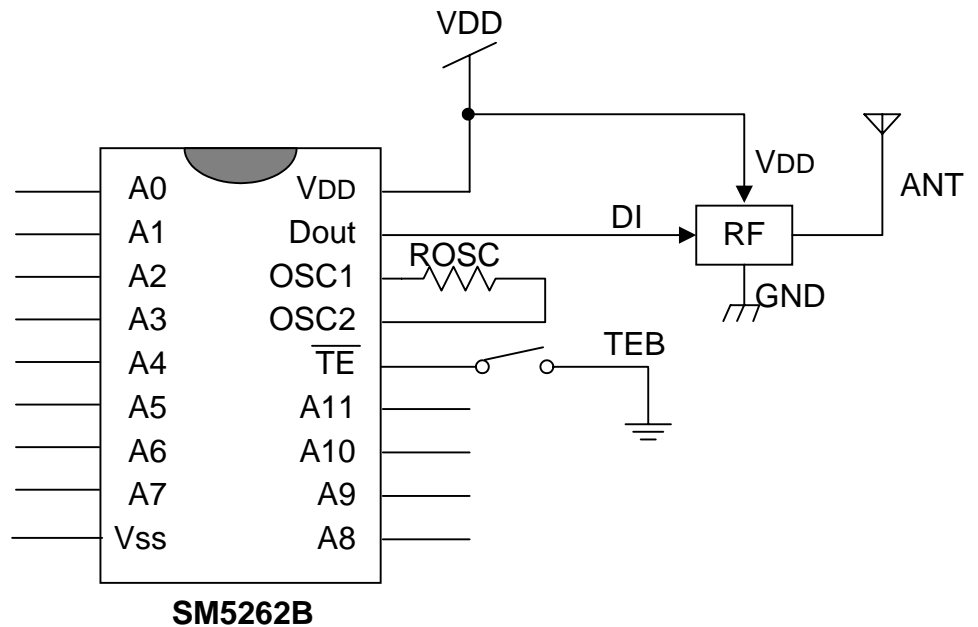 VDD
VDD
ANT
A0
VDD
A1
Dout
DI
RF
A2
OSC1
ROSC
GND
A3
OSC2
A4
TE
TEB
A5
A11
A6
A10
A7
A9
Vss
A8
SM5262B